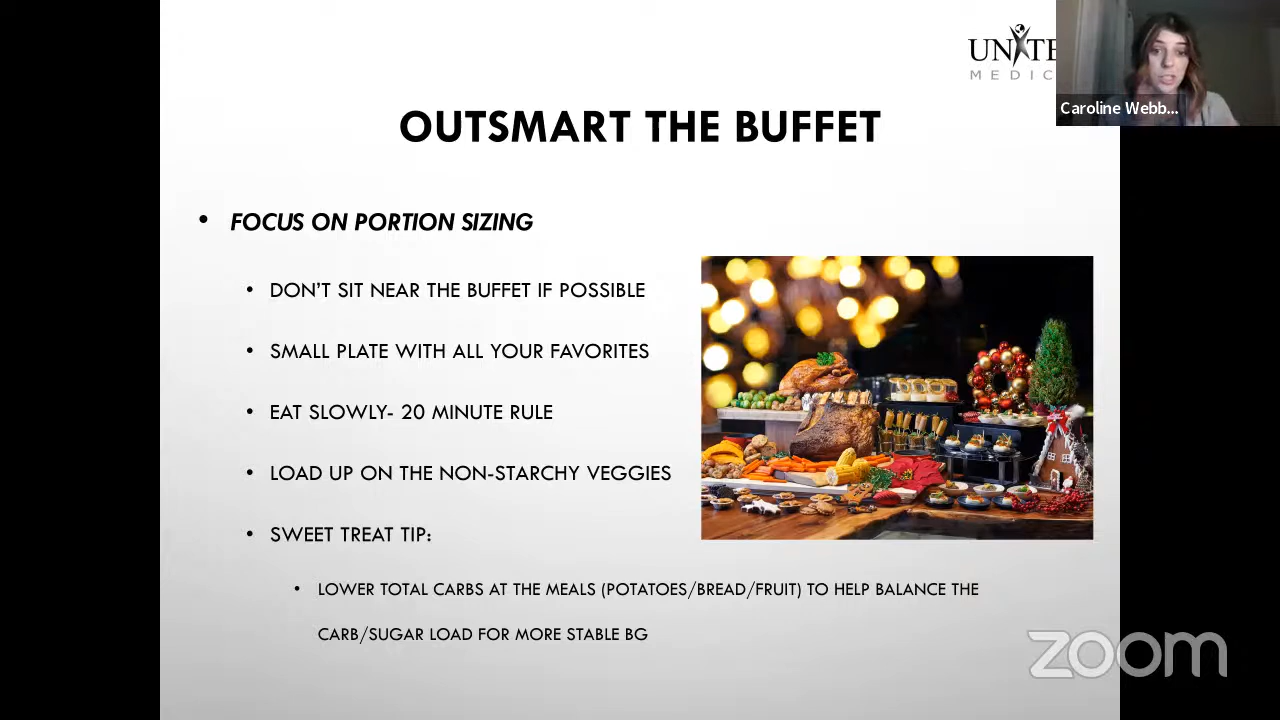 UNITE
MEDIC
Caroline Webb...
OUTSMART THE BUFFET
• FOCUS ON PORTION SIZING
• DON'T SIT NEAR THE BUFFET IF POSSIBLE
• SMALL PLATE WITH ALL YOUR FAVORITES
• EAT SLOWLY- 20 MINUTE RULE
• LOAD UP ON THE NON-STARCHY VEGGIES
• SWEET TREAT TIP:
• LOWER TOTAL CARBS AT THE MEALS (POTATOES/BREAD/FRUIT) TO HELP BALANCE THE
CARB/SUGAR LOAD FOR MORE STABLE BG
zoom